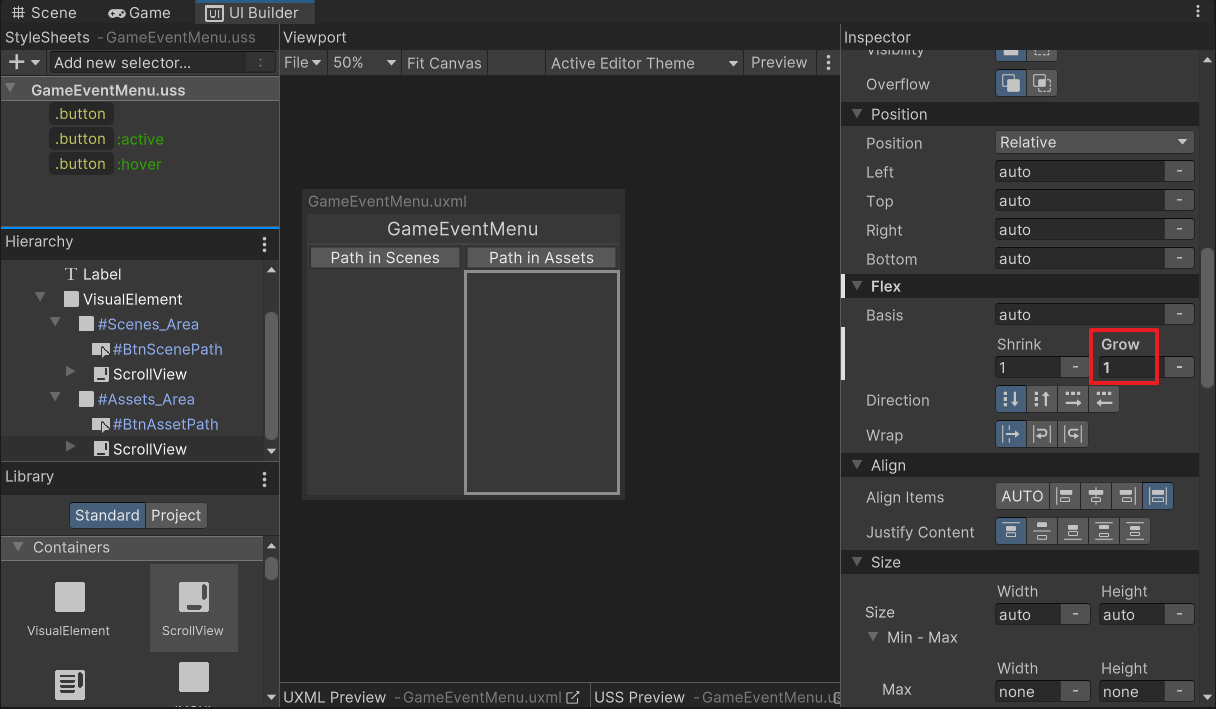 Scene Game UI Builder
StyleSheets - GameEventMenu.uss
Add new selector...
GameEventMenu.uss
.button
.button :active
.button :hover
Hierarchy
Label
VisualElement
#Scenes_Area
#BtnScenePath
ScrollView
#Assets_Area
#BtnAssetPath
ScrollView
Library
Standard Project
Containers
VisualElement ScrollView
Viewport
File 50% Fit Canvas Active Editor Theme Preview
GameEventMenu.uxml
GameEventMenu
Path in Scenes Path in Assets
UXML Preview - GameEventMenu.uxml USS Preview - GameEventMenu.u
Inspector
Visibility
Overflow
Position
Position Relative
Left auto -
Top auto -
Right auto -
Bottom auto -
Flex
Basis auto -
Shrink Grow
1 - 1 -
Direction
Wrap
Align
Align Items AUTO
Justify Content
Size
Width Height
Size auto - auto -
Min - Max
Width Height
Max none - none -